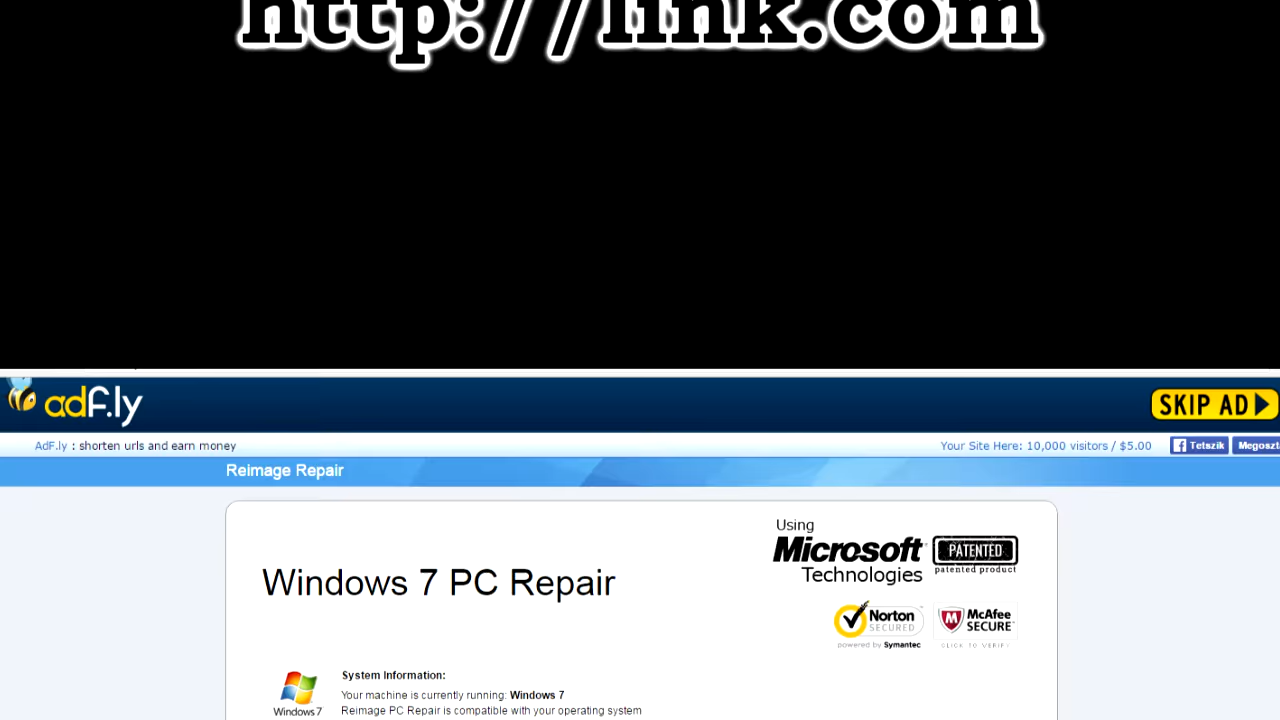 http://link.com
adf.ly
SKIP AD
AdF.ly : shorten urls and earn money
Your Site Here: 10,000 visitors / $5.00
Tetszik
Megoszt
Reimage Repair
Using
Microsoft
Technologies
PATENTED
patented product
Windows 7 PC Repair
Norton
SECURED
powered by Symantec
McAfee
SECURE
CLICK TO VERIFY
System Information:
Your machine is currently running: Windows 7
Reimage PC Repair is compatible with your operating system
Windows 7